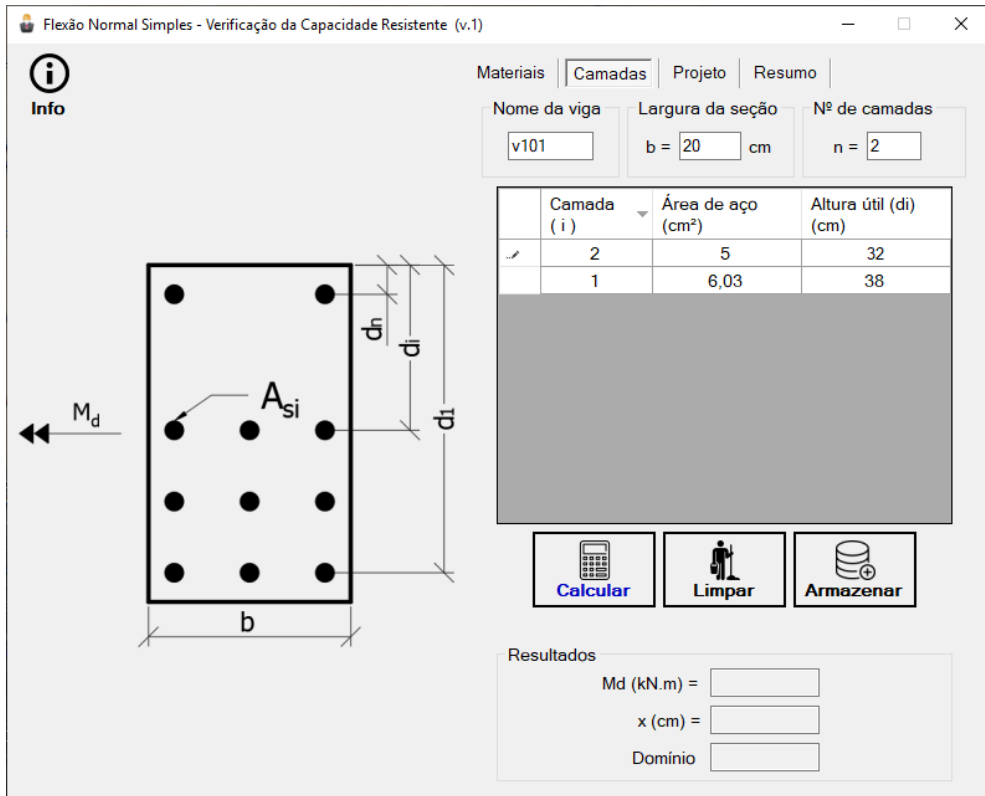 Flexão Normal Simples - Verificação da Capacidade Resistente (v.1)
Info
Materiais Camadas Projeto Resumo
Nome da viga Largura da seção Nº de camadas
v101 b = 20 cm n = 2
Camada ( i ) Área de aço (cm²) Altura útil (di) (cm)
2 5 32
1 6,03 38
dn
di
d1
Asi
Md
b
Calcular Limpar Armazenar
Resultados
Md (kN.m) =
x (cm) =
Domínio